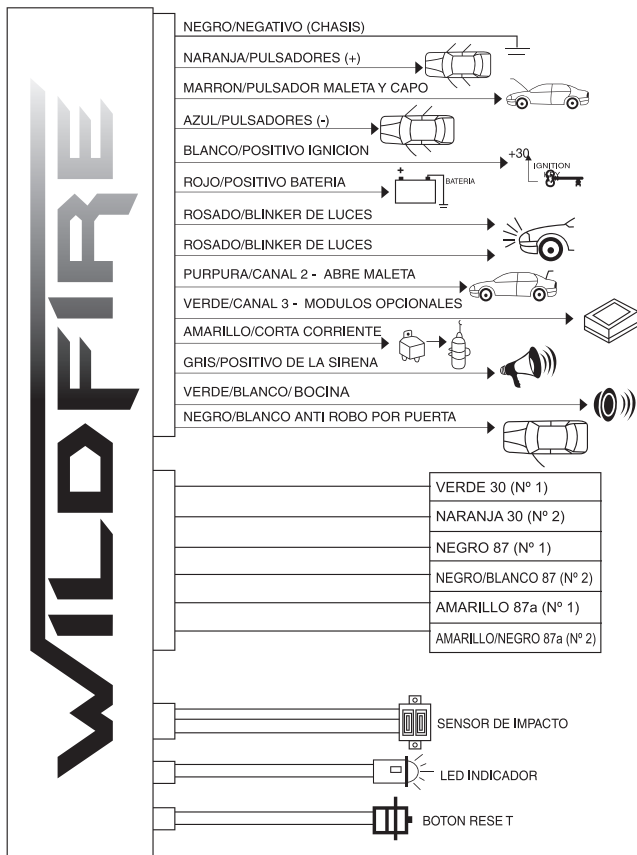 WILDFIRE
NEGRO/NEGATIVO (CHASIS)
NARANJA/PULSADORES (+)
MARRON/PULSADOR MALETA Y CAPO
AZUL/PULSADORES (-)
BLANCO/POSITIVO IGNICION
+30
IGNITION
KEY
ROJO/POSITIVO BATERIA
+ -
BATERIA
ROSADO/BLINKER DE LUCES
ROSADO/BLINKER DE LUCES
PURPURA/CANAL 2 - ABRE MALETA
VERDE/CANAL 3 - MODULOS OPCIONALES
AMARILLO/CORTA CORRIENTE
GRIS/POSITIVO DE LA SIRENA
VERDE/BLANCO/BOCINA
NEGRO/BLANCO ANTI ROBO POR PUERTA
VERDE 30 (Nº 1)
NARANJA 30 (Nº 2)
NEGRO 87 (Nº 1)
NEGRO/BLANCO 87 (Nº 2)
AMARILLO 87a (Nº 1)
AMARILLO/NEGRO 87a (Nº 2)
SENSOR DE IMPACTO
LED INDICADOR
BOTON RESE T